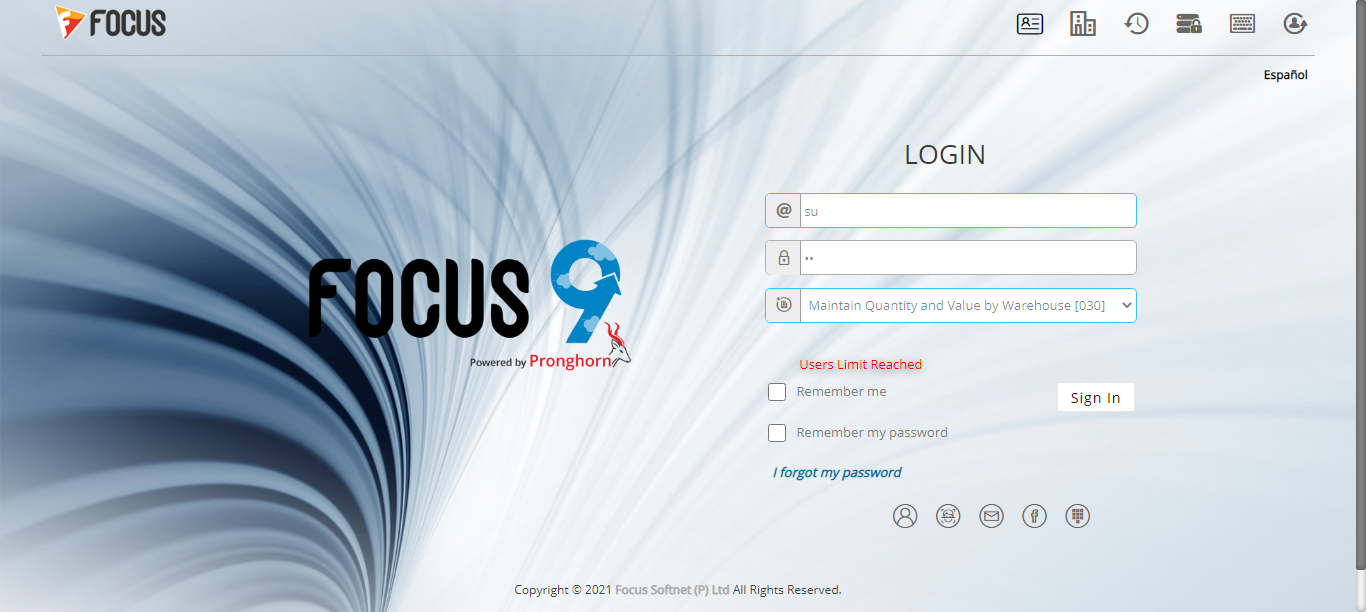 FOCUS
Español
LOGIN
@
su
••
Maintain Quantity and Value by Warehouse [030]
FOCUS 9
Powered by Pronghorn
Users Limit Reached
Remember me
Sign In
Remember my password
I forgot my password
Copyright © 2021 Focus Softnet (P) Ltd All Rights Reserved.